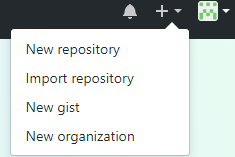 New repository
Import repository
New gist
New organization